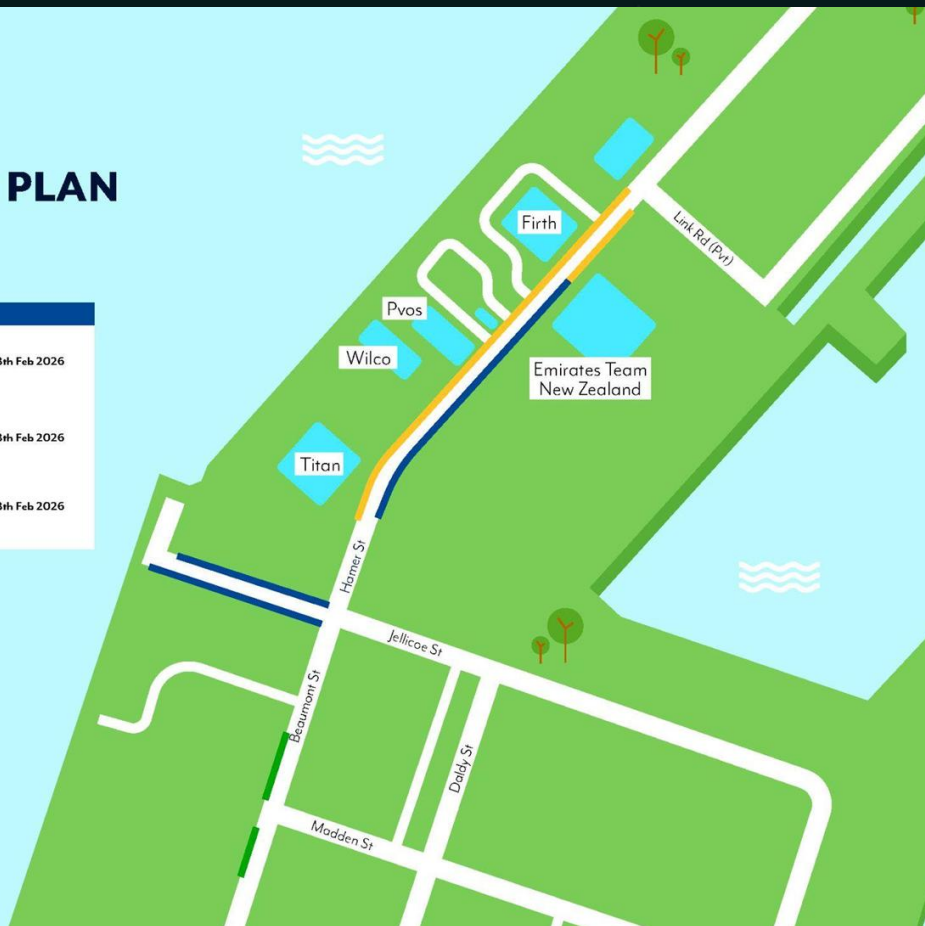 PLAN
Firth
Link Rd (Pvt)
Pvos
Wilco
Emirates Team
New Zealand
th Feb 2026
th Feb 2026
th Feb 2026
Titan
Hamer St
Jellicoe St
Beaumont St
Daldy St
Madden St